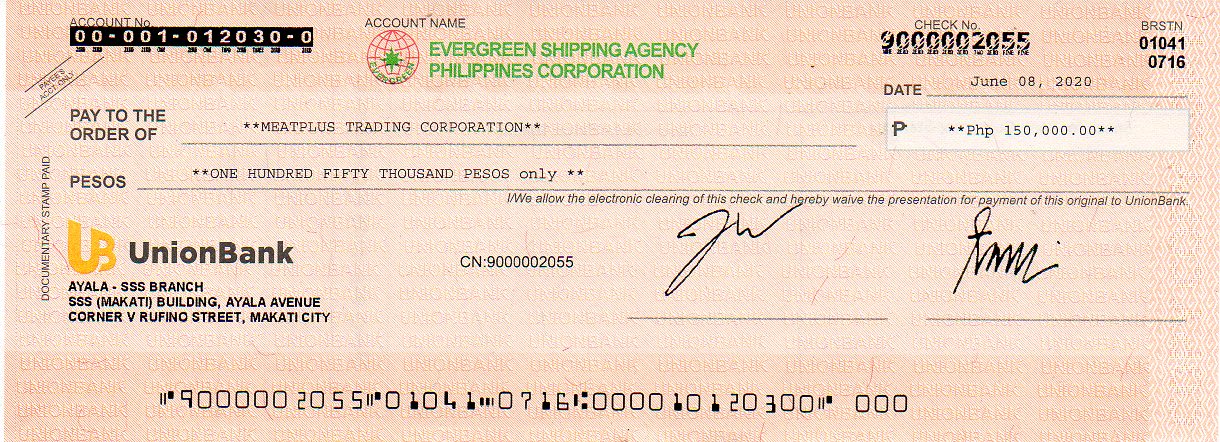 ACCOUNT No.
00-001-012030-0
ACCOUNT NAME
EVERGREEN
EVERGREEN SHIPPING AGENCY
PHILIPPINES CORPORATION
CHECK No.
9000002055
BRSTN
01041
0716
PAYEE'S
ACCT ONLY
DATE June 08, 2020
PAY TO THE
ORDER OF **MEATPLUS TRADING CORPORATION**
₱ **Php 150,000.00**
PESOS **ONE HUNDRED FIFTY THOUSAND PESOS only **
DOCUMENTARY STAMP PAID
I/We allow the electronic clearing of this check and hereby waive the presentation for payment of this original to UnionBank.
UB UnionBank
CN:9000002055
AYALA - SSS BRANCH
SSS (MAKATI) BUILDING, AYALA AVENUE
CORNER V RUFINO STREET, MAKATI CITY
⑈9000002055⑈01041⑉0716⑆000010120300⑈ 000